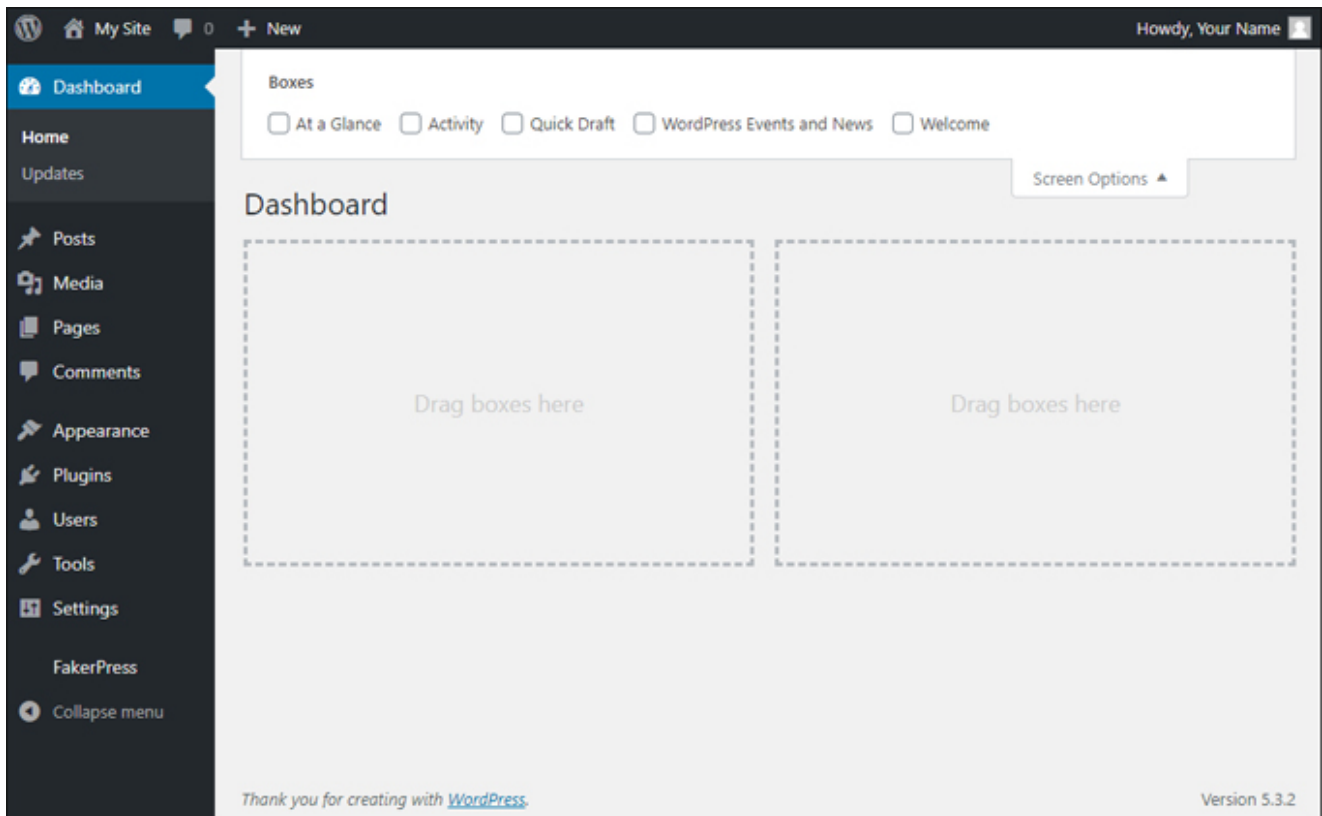 My Site 0 New Howdy, Your Name
Dashboard
Home
Updates
Posts
Media
Pages
Comments
Appearance
Plugins
Users
Tools
Settings
FakerPress
Collapse menu
Boxes
At a Glance Activity Quick Draft WordPress Events and News Welcome
Screen Options
Dashboard
Drag boxes here Drag boxes here
Thank you for creating with WordPress. Version 5.3.2